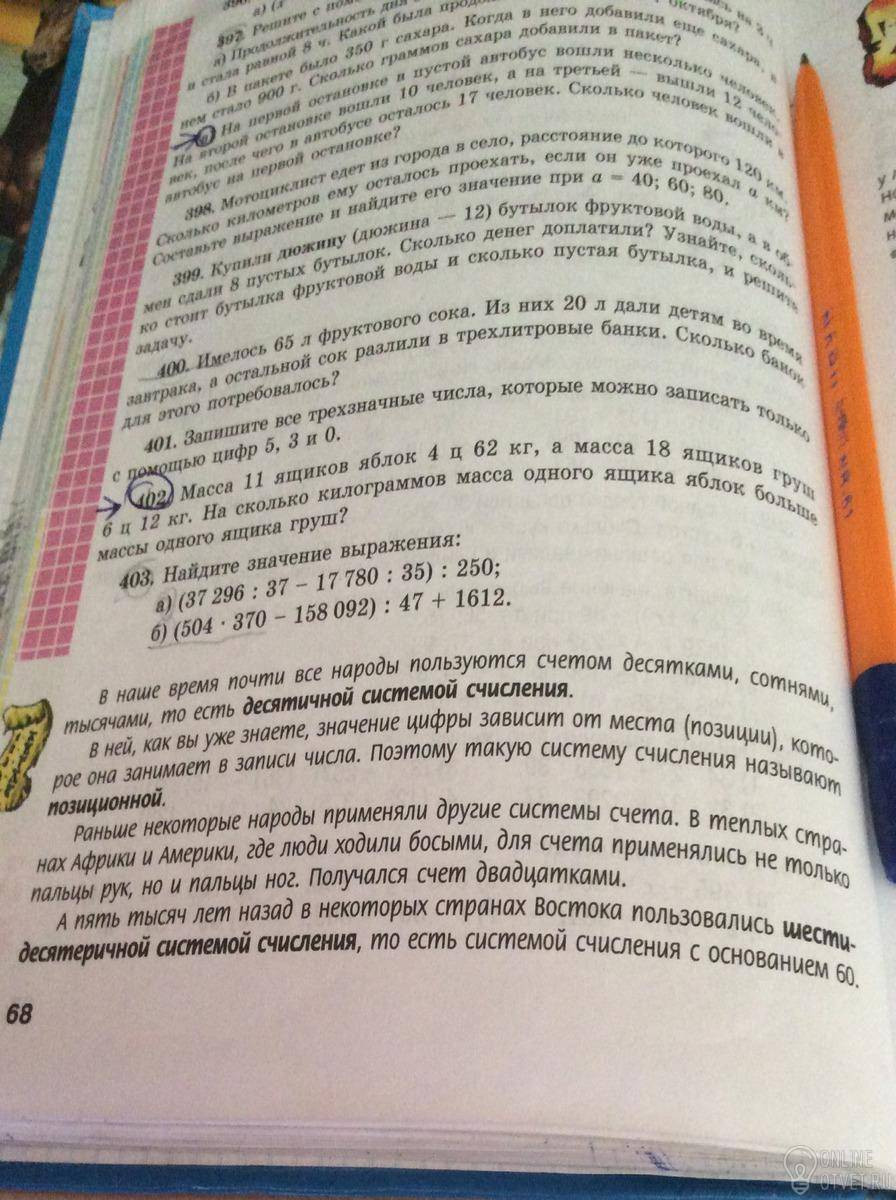 а) (л
на 3 ч
397. Решите с
октября?
а) Продолжительность дня
и стала равной 8 ч. Какой была
б) В пакете было 350 г сахара. Когда в него добавили еще сахара, в
нем стало 900 г. Сколько граммов сахара добавили в пакет?
в) На первой остановке в пустой автобус вошли несколько человек.
На второй остановке вошли 10 человек, а на третьей — вышли 12 чело-
век, после чего в автобусе осталось 17 человек. Сколько человек вошли в
автобус на первой остановке?
398. Мотоциклист едет из города в село, расстояние до которого 120 км.
Сколько километров ему осталось проехать, если он уже проехал a км?
Составьте выражение и найдите его значение при a = 40; 60; 80.
399. Купили дюжину (дюжина — 12) бутылок фруктовой воды, а в об-
мен сдали 8 пустых бутылок. Сколько денег доплатили? Узнайте, сколь-
ко стоит бутылка фруктовой воды и сколько пустая бутылка, и решите
задачу.
400. Имелось 65 л фруктового сока. Из них 20 л дали детям во время
завтрака, а остальной сок разлили в трехлитровые банки. Сколько банок
для этого потребовалось?
401. Запишите все трехзначные числа, которые можно записать только
с помощью цифр 5, 3 и 0.
402. Масса 11 ящиков яблок 4 ц 62 кг, а масса 18 ящиков груш
6 ц 12 кг. На сколько килограммов масса одного ящика яблок больше
массы одного ящика груш?
403. Найдите значение выражения:
а) (37 296 : 37 – 17 780 : 35) : 250;
б) (504 · 370 – 158 092) : 47 + 1612.
В наше время почти все народы пользуются счетом десятками, сотнями,
тысячами, то есть десятичной системой счисления.
В ней, как вы уже знаете, значение цифры зависит от места (позиции), кото-
рое она занимает в записи числа. Поэтому такую систему счисления называют
позиционной.
Раньше некоторые народы применяли другие системы счета. В теплых стра-
нах Африки и Америки, где люди ходили босыми, для счета применялись не только
пальцы рук, но и пальцы ног. Получался счет двадцатками.
А пять тысяч лет назад в некоторых странах Востока пользовались шести-
десятеричной системой счисления, то есть системой счисления с основанием 60.
68
ONLINE
OTVET.RU